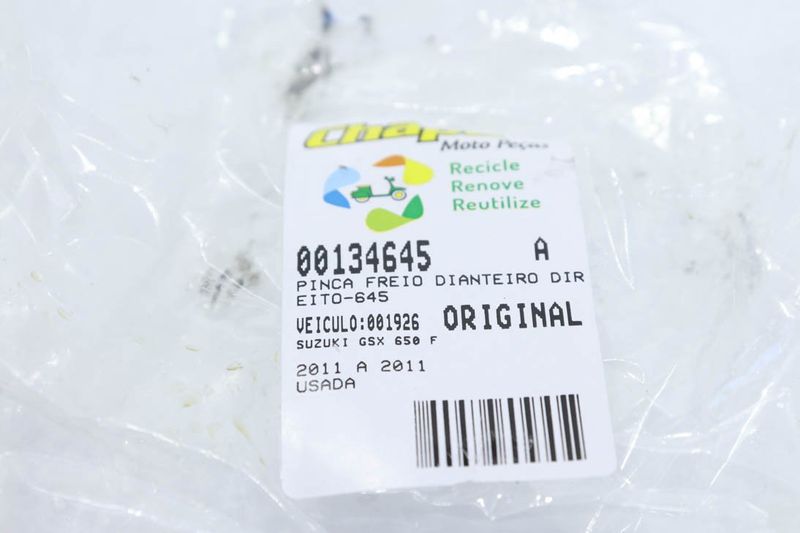 Moto Peças
Recicle
Renove
Reutilize
00134645 A
PINCA FREIO DIANTEIRO DIR
EITO-645
VEICULO:001926 ORIGINAL
SUZUKI GSX 650 F
2011 A 2011
USADA